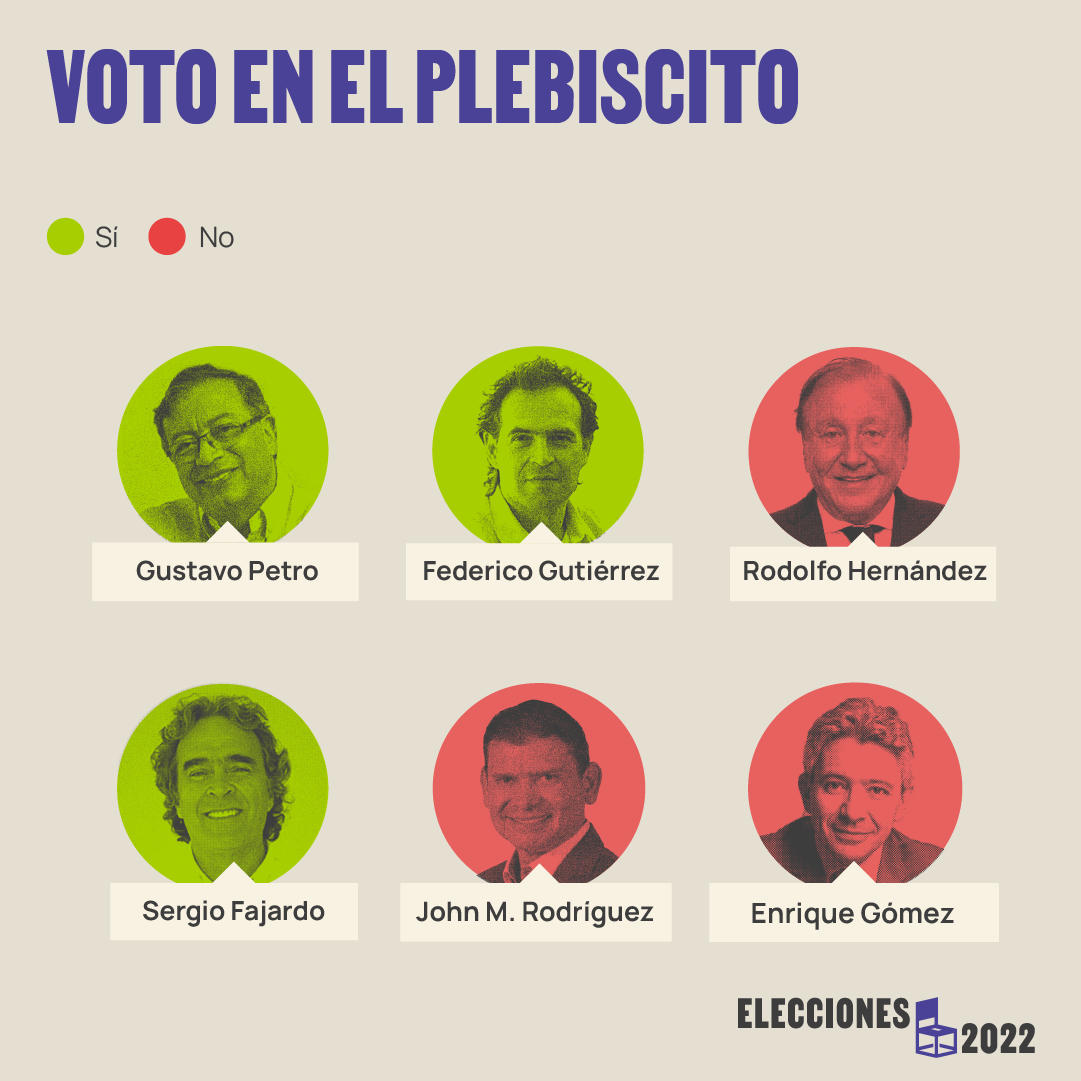 VOTO EN EL PLEBISCITO
Sí No
Gustavo Petro Federico Gutiérrez Rodolfo Hernández
Sergio Fajardo John M. Rodríguez Enrique Gómez
ELECCIONES
2022